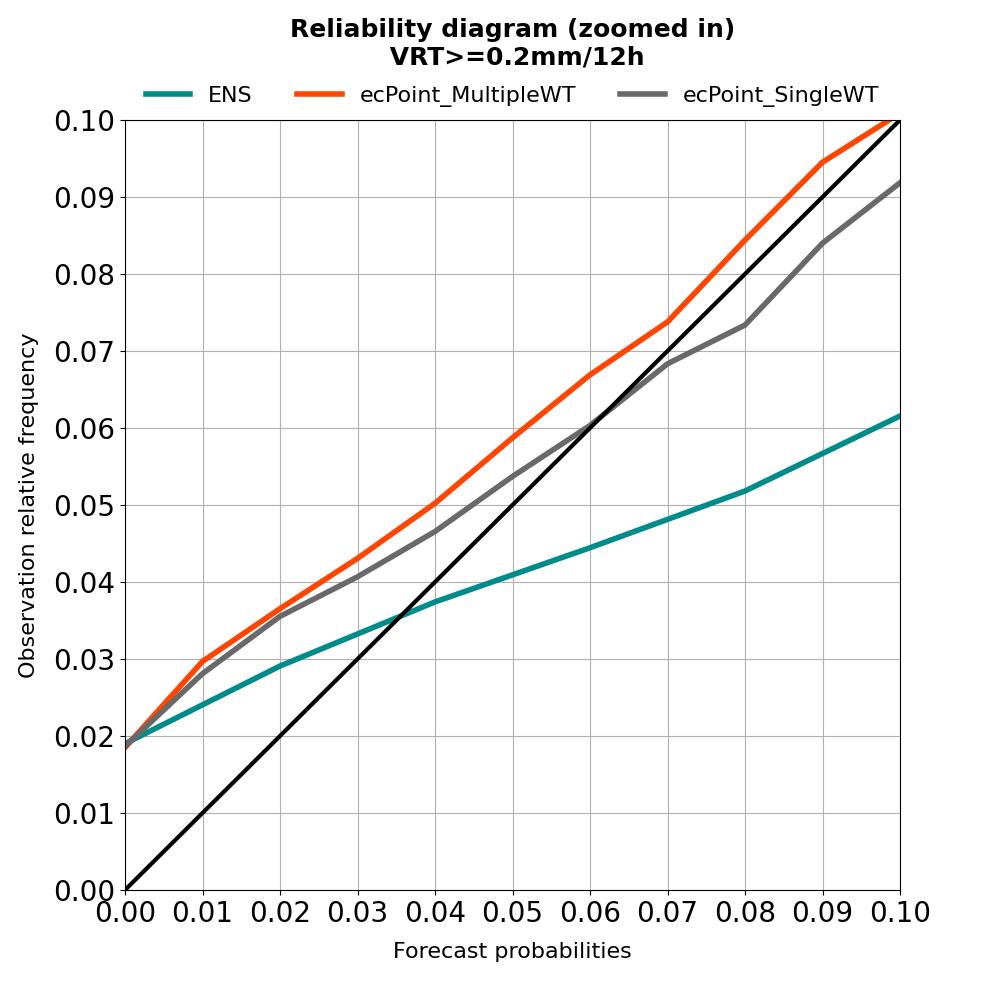 Reliability diagram (zoomed in)
VRT>=0.2mm/12h
ENS ecPoint_MultipleWT ecPoint_SingleWT
0.10
0.09
0.08
0.07
0.06
0.05
0.04
0.03
0.02
0.01
0.00
Observation relative frequency
0.00 0.01 0.02 0.03 0.04 0.05 0.06 0.07 0.08 0.09 0.10
Forecast probabilities